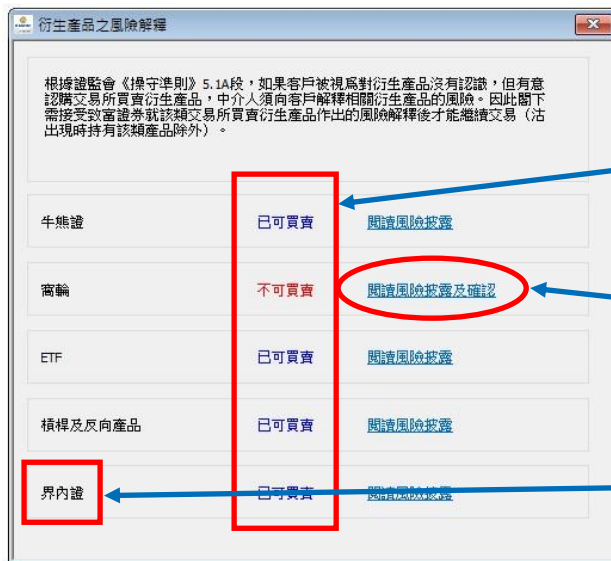 衍生產品之風險解釋
根據證監會《操守準則》5.1A段，如果客戶被視爲對衍生產品沒有認識，但有意
認購交易所買賣衍生產品，中介人須向客戶解釋相關衍生產品的風險。因此閣下
需接受致富證券就該類交易所買賣衍生產品作出的風險解釋後才能繼續交易（沽
出現時持有該類產品除外）。
牛熊證 已可買賣 閱讀風險披露
窩輪 不可買賣 閱讀風險披露及確認
ETF 已可買賣 閱讀風險披露
槓桿及反向產品 已可買賣 閱讀風險披露
界內證 已可買賣 閱讀風險披露